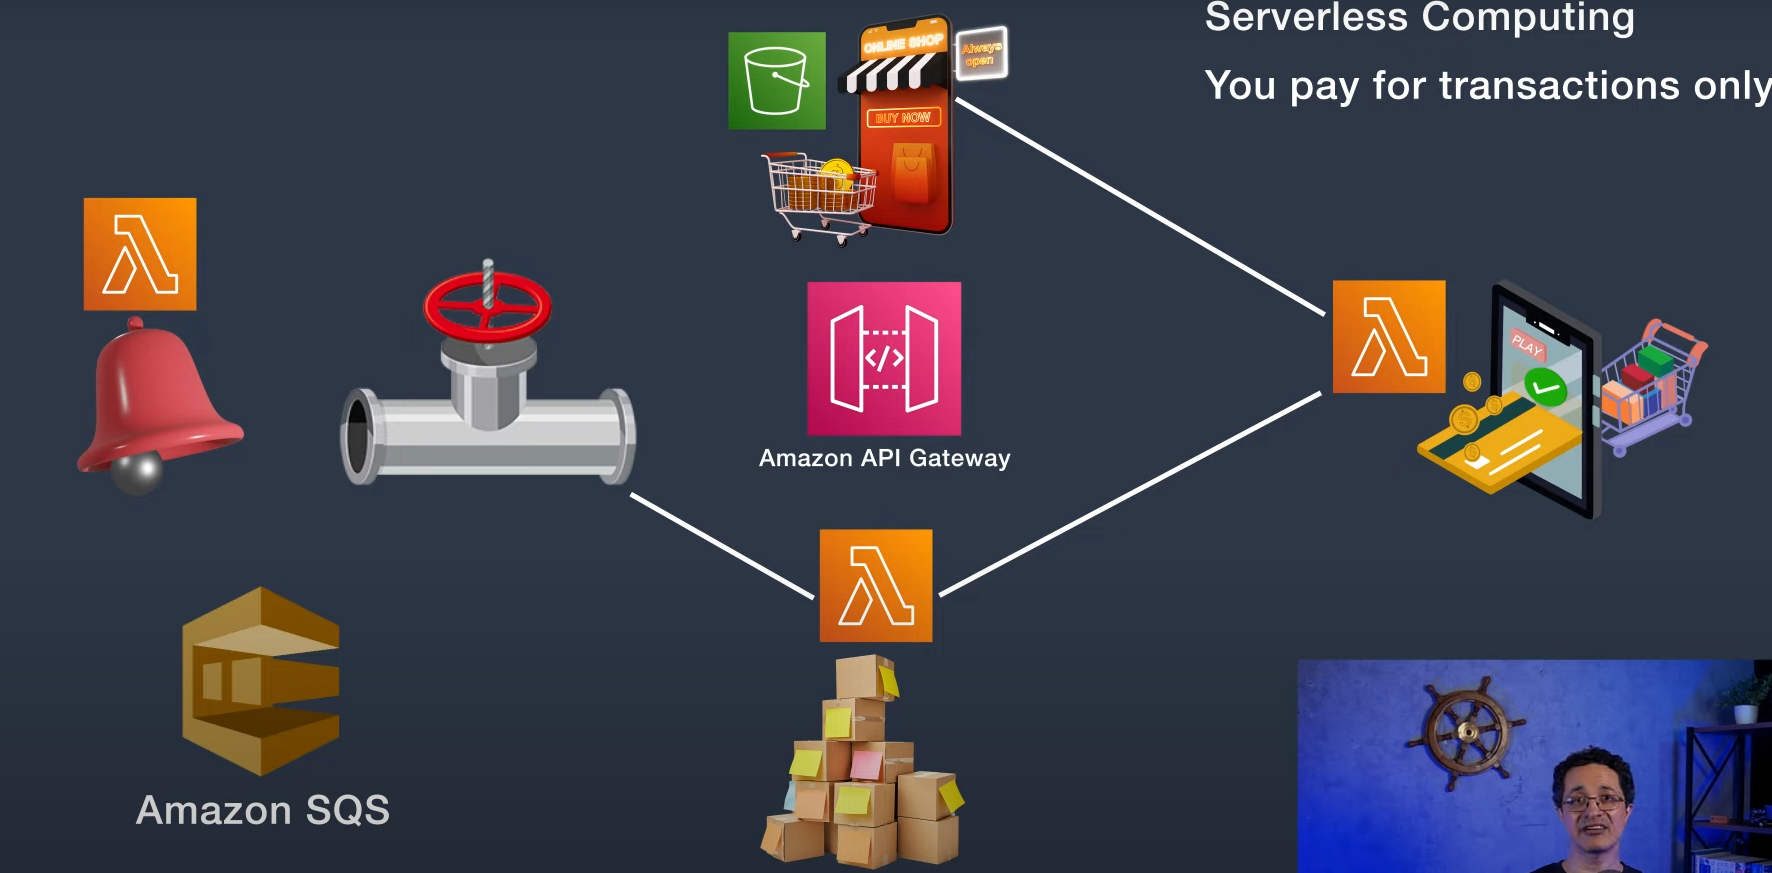 Serverless Computing
You pay for transactions only
ONLINE SHOP
Always
open
BUY NOW
PLAY
</>
Amazon API Gateway
Amazon SQS